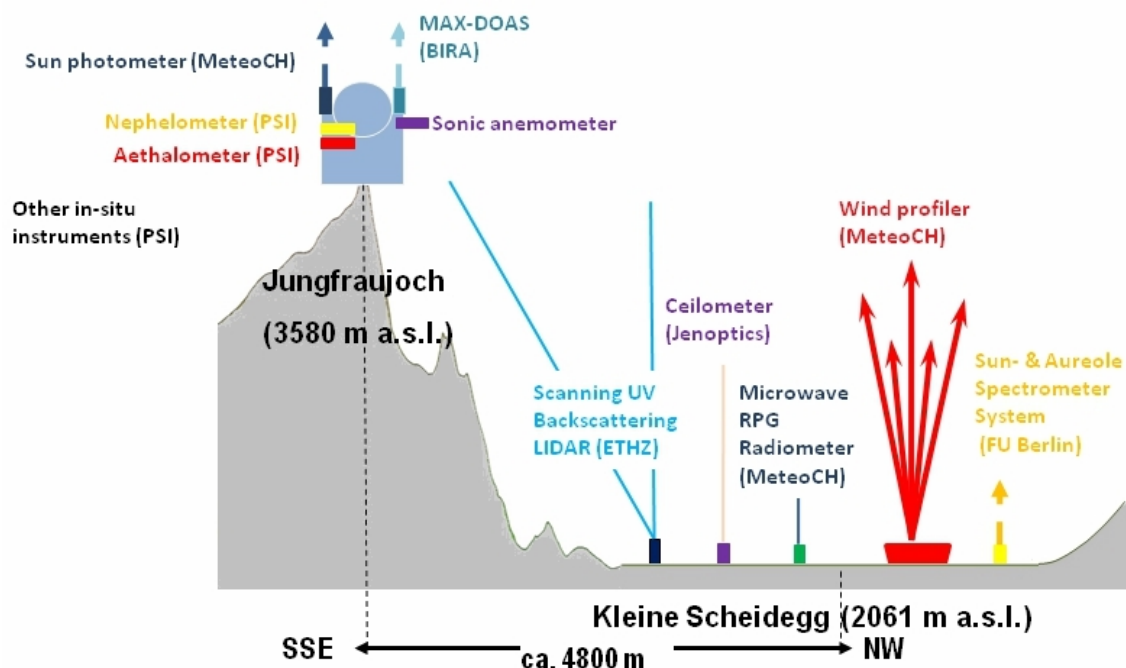 MAX-DOAS
(BIRA)
Sun photometer (MeteoCH)
Nephelometer (PSI)
Sonic anemometer
Aethalometer (PSI)
Other in-situ
instruments (PSI)
Wind profiler
(MeteoCH)
Jungfraujoch
(3580 m a.s.l.)
Ceilometer
(Jenoptics)
Scanning UV
Backscattering
LIDAR (ETHZ)
Microwave
RPG
Radiometer
(MeteoCH)
Sun- & Aureole
Spectrometer
System
(FU Berlin)
Kleine Scheidegg (2061 m a.s.l.)
SSE
ca. 4800 m
NW